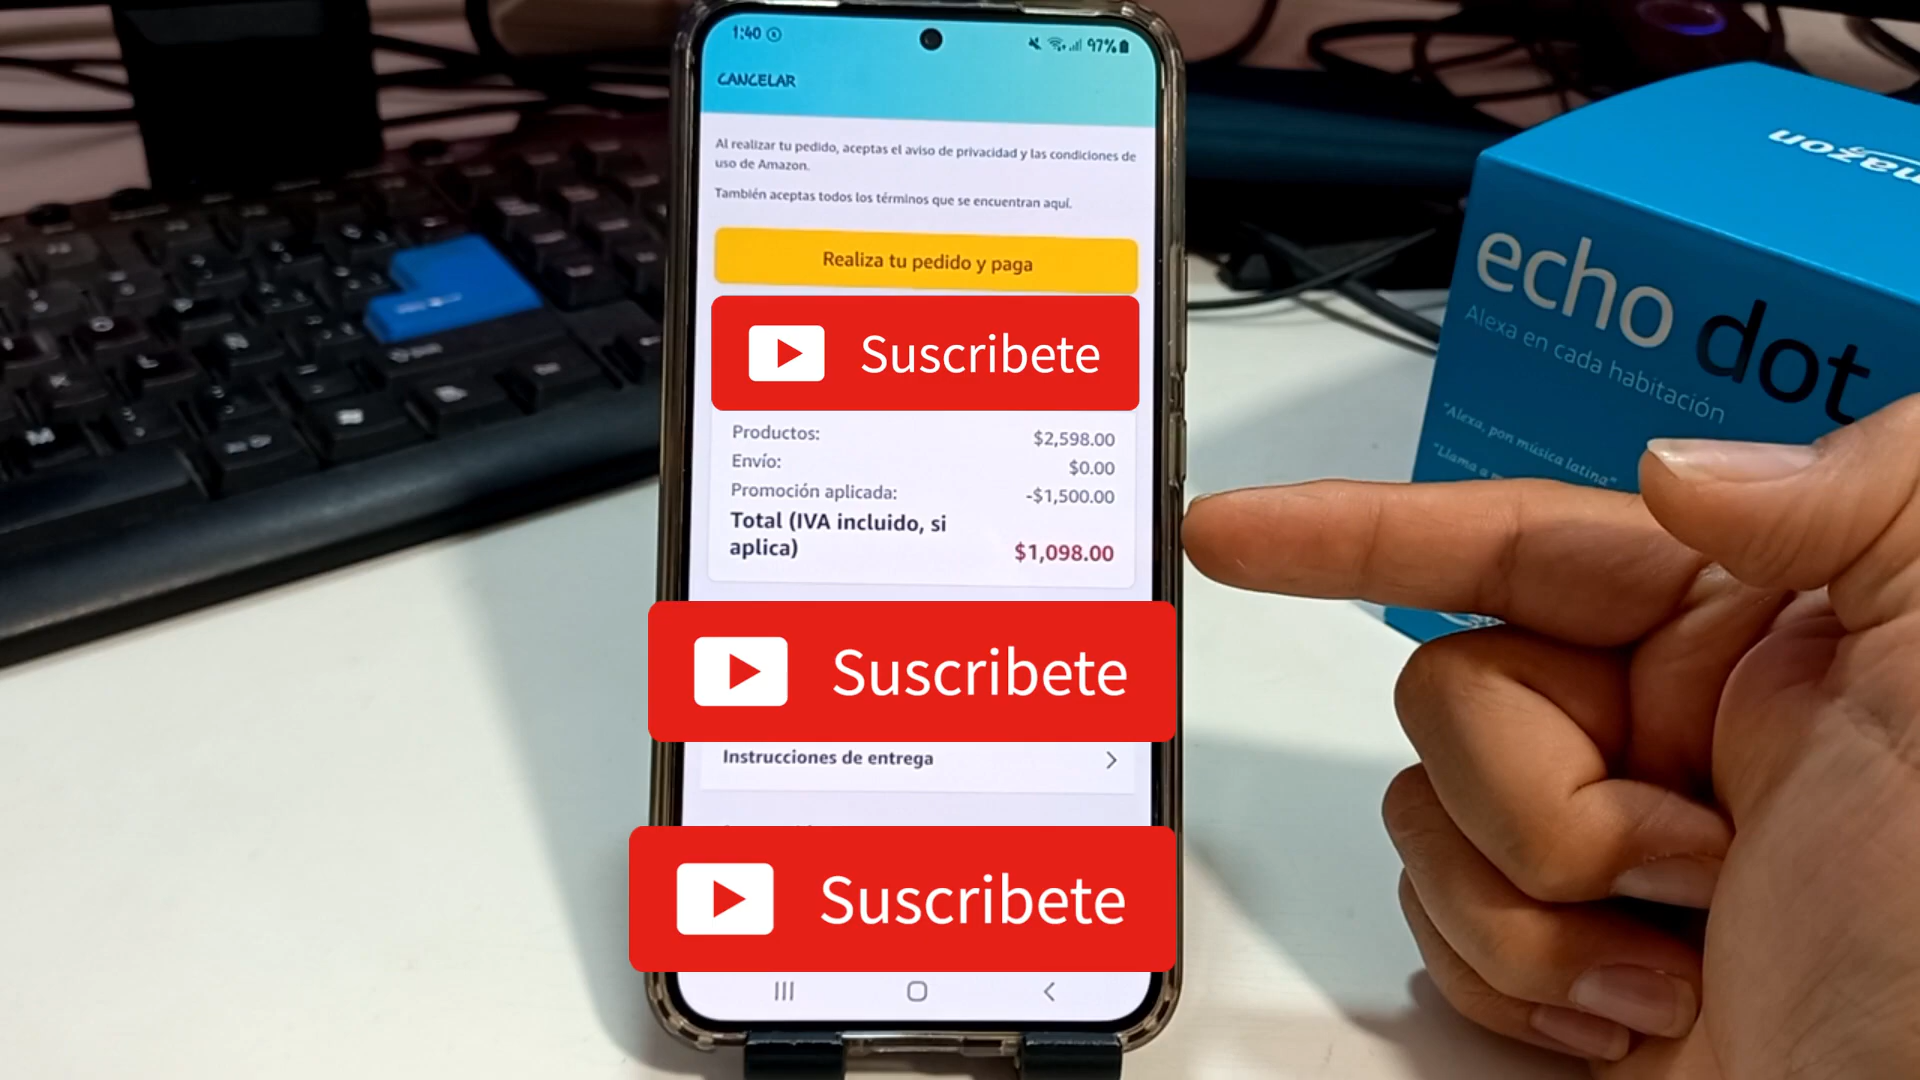 1:40
97%
CANCELAR
Al realizar tu pedido, aceptas el aviso de privacidad y las condiciones de
uso de Amazon.
También aceptas todos los términos que se encuentran aquí.
Realiza tu pedido y paga
Suscribete
Productos: $2,598.00
Envío: $0.00
Promoción aplicada: -$1,500.00
Total (IVA incluido, si
aplica) $1,098.00
Suscribete
Instrucciones de entrega
Suscribete
echo dot
Alexa en cada habitación
"Alexa, pon música latina"
"Llama a